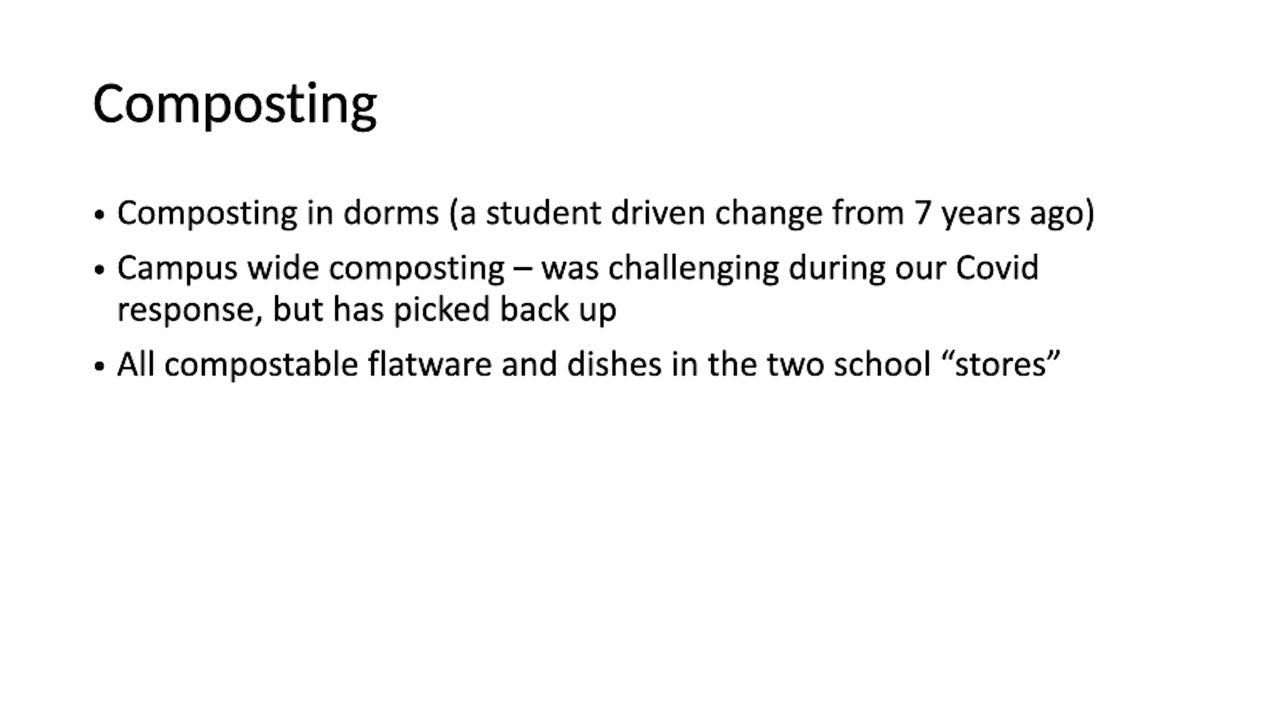 Composting
• Composting in dorms (a student driven change from 7 years ago)
• Campus wide composting – was challenging during our Covid
response, but has picked back up
• All compostable flatware and dishes in the two school “stores”